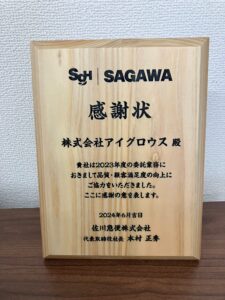 SGH SAGAWA
感謝状
株式会社アイグロウス 殿
貴社は2023年度の委託業務に
おきまして品質・顧客満足度の向上に
ご協力をいただきました。
ここに感謝の意を表します。
2024年6月吉日
佐川急便株式会社
代表取締役社長 本村 正秀